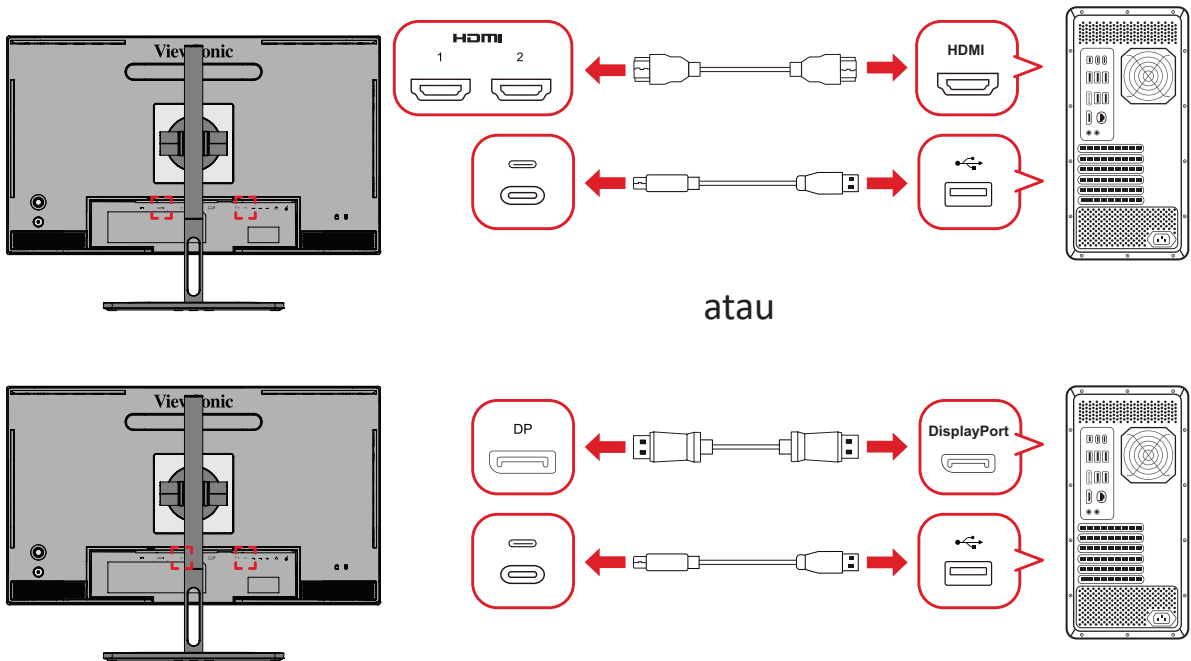 ViewSonic
HDMI
1 2
HDMI
atau
ViewSonic
DP
DisplayPort